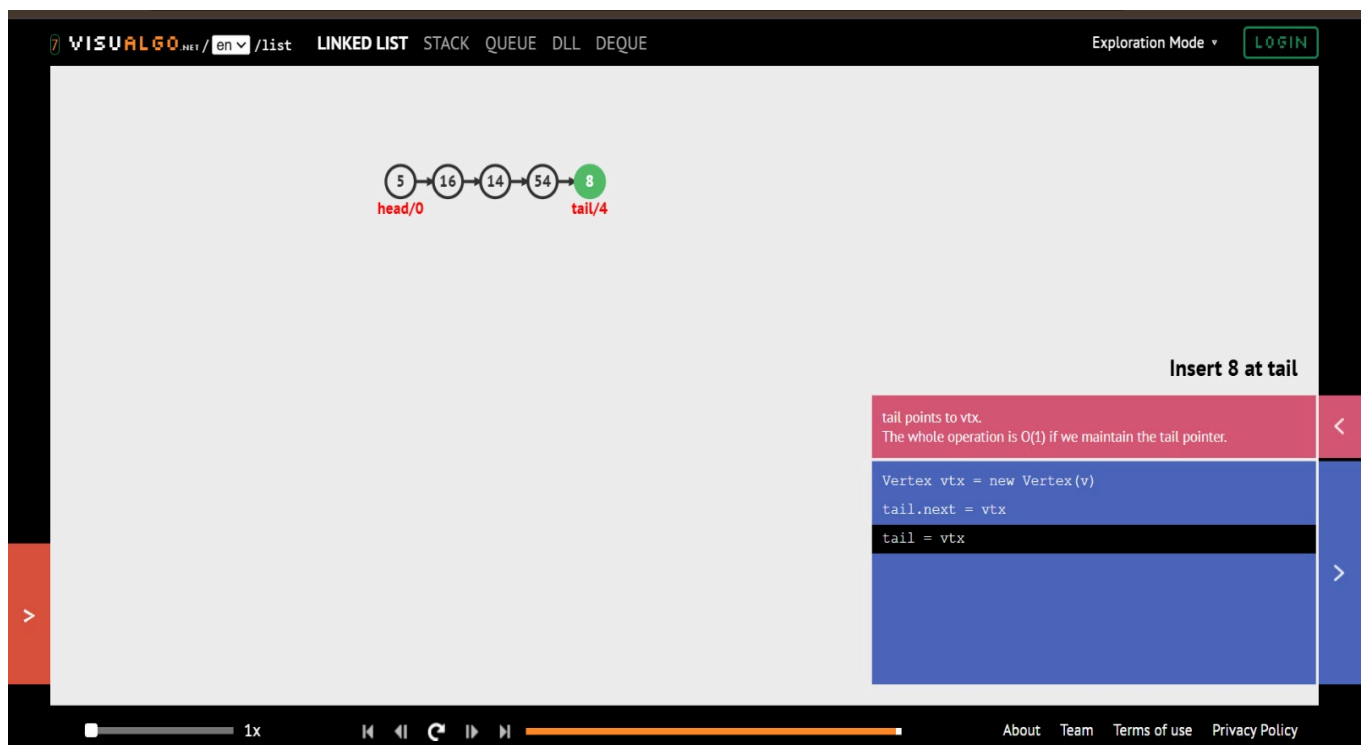 7 VISUALGO.NET/ en /list LINKED LIST STACK QUEUE DLL DEQUE Exploration Mode ▾ LOGIN
5 16 14 54 8
head/0 tail/4
Insert 8 at tail
tail points to vtx.
The whole operation is O(1) if we maintain the tail pointer.
Vertex vtx = new Vertex(v)
tail.next = vtx
tail = vtx
1x About Team Terms of use Privacy Policy